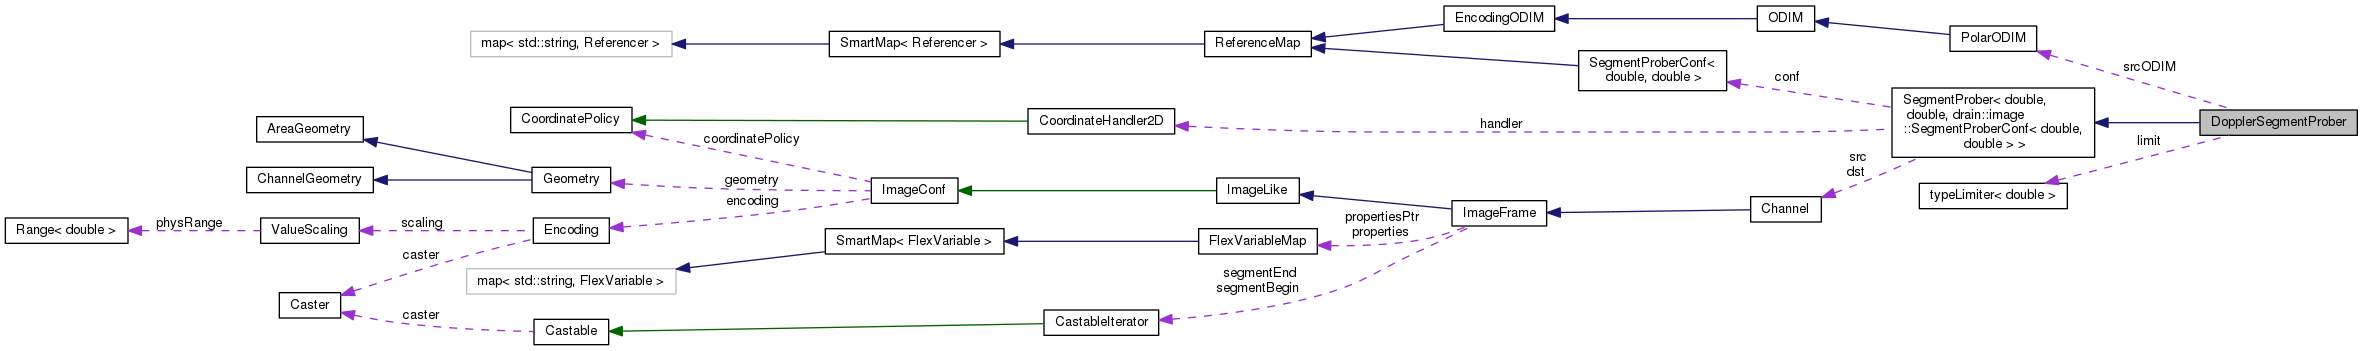 EncodingODIM
ODIM
map< std::string, Referencer >
SmartMap< Referencer >
ReferenceMap
PolarODIM
SegmentProberConf<
double, double >
srcODIM
conf
CoordinatePolicy
CoordinateHandler2D
handler
SegmentProber< double,
double, drain::image
::SegmentProberConf< double,
double > >
DopplerSegmentProber
AreaGeometry
coordinatePolicy
limit
ChannelGeometry
Geometry
geometry
ImageConf
ImageLike
src
dst
typeLimiter< double >
encoding
Range< double >
physRange
ValueScaling
scaling
Encoding
ImageFrame
Channel
propertiesPtr
properties
SmartMap< FlexVariable >
FlexVariableMap
caster
map< std::string, FlexVariable >
segmentEnd
segmentBegin
Caster
caster
Castable
CastableIterator